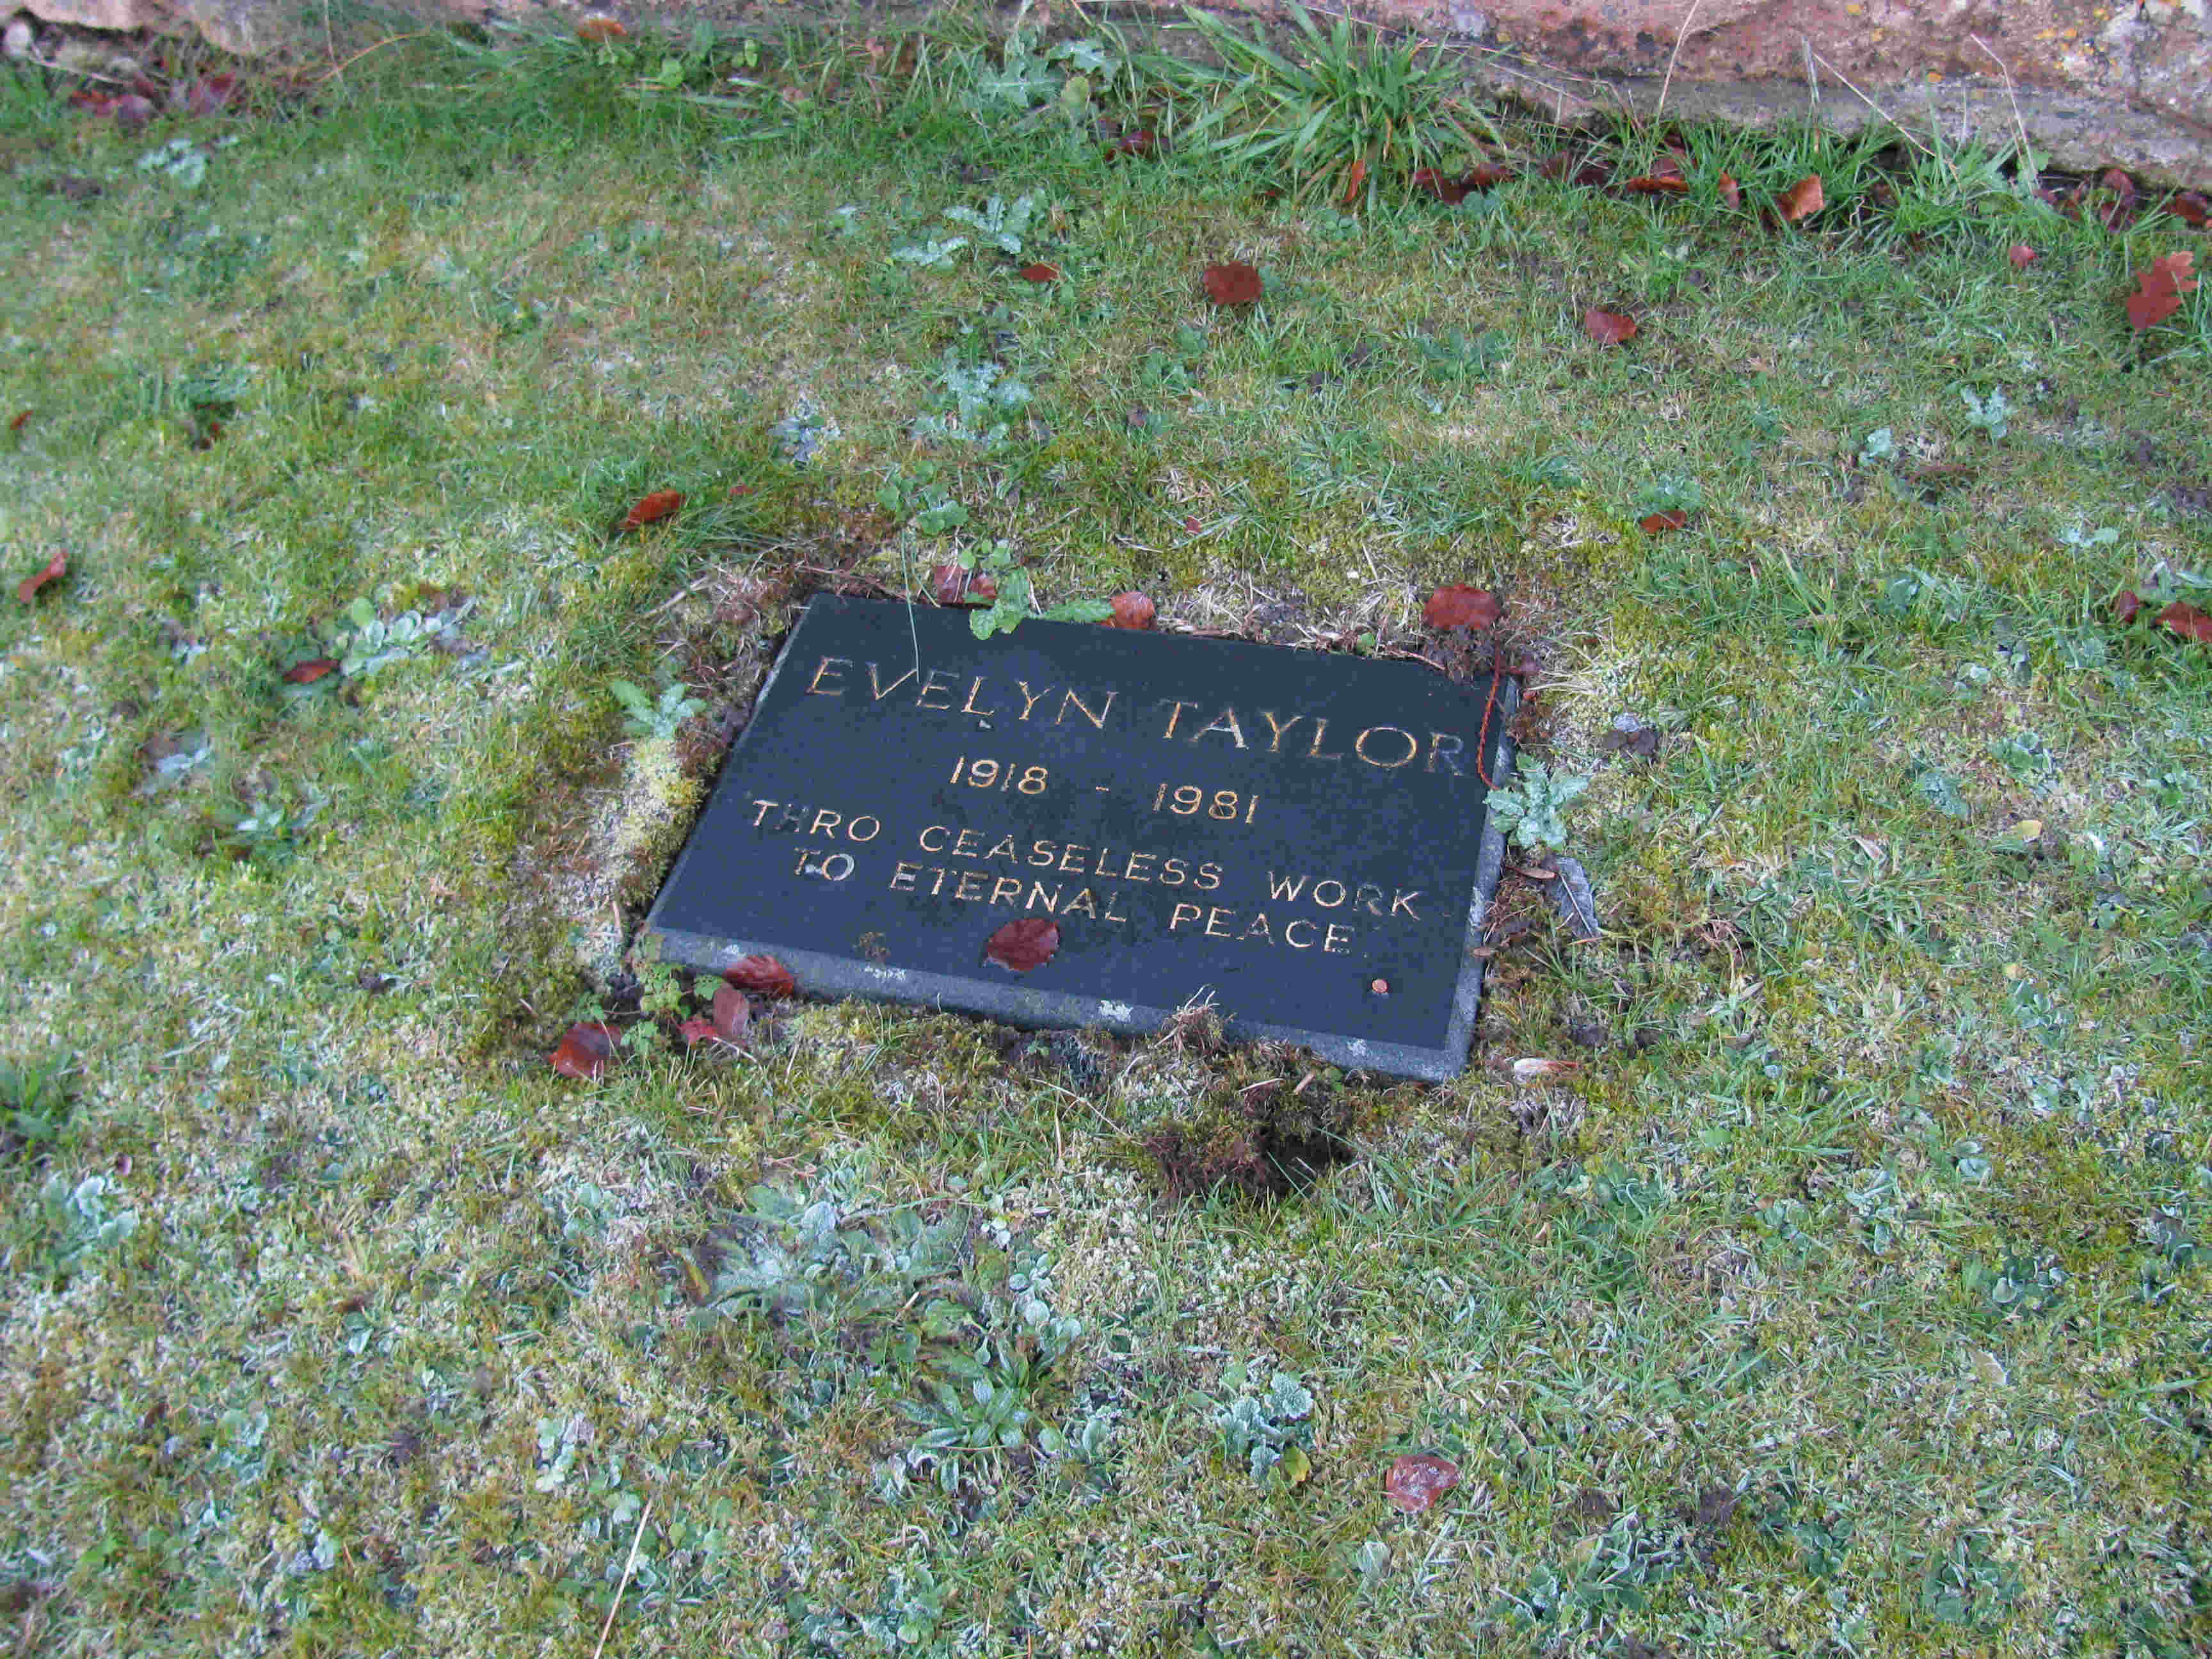 EVELYN TAYLOR
1918 - 1981
THRO CEASELESS WORK
TO ETERNAL PEACE